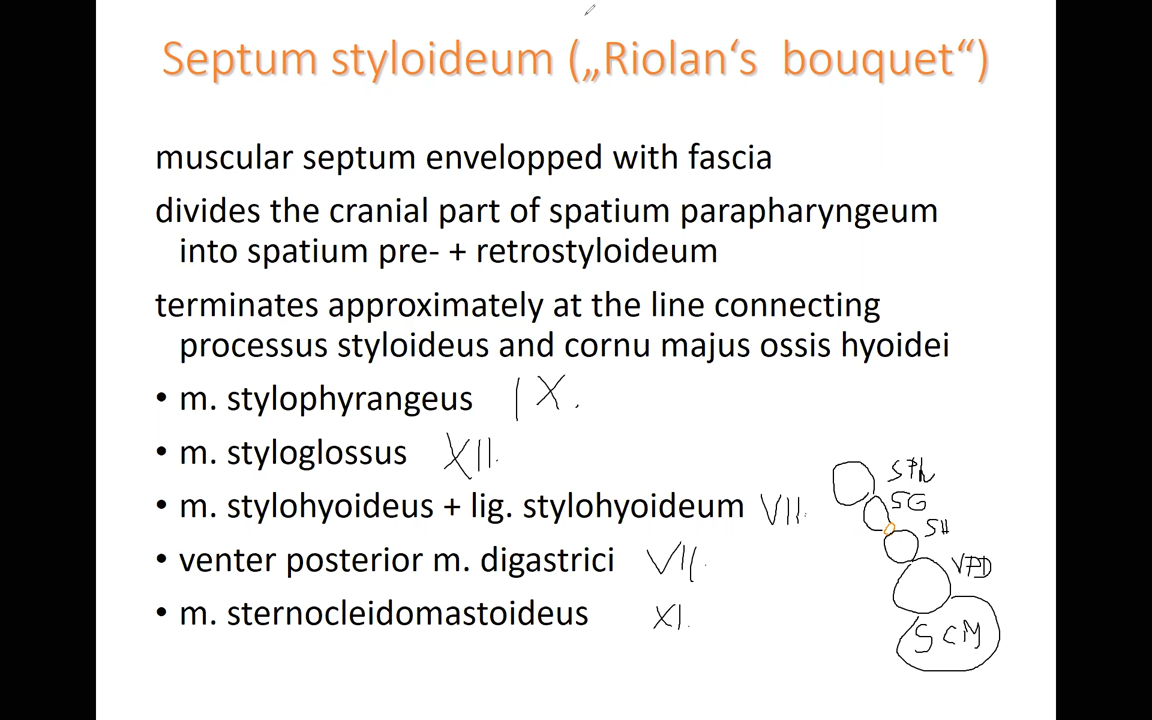 Septum styloideum („Riolan‘s bouquet“)
muscular septum envelopped with fascia
divides the cranial part of spatium parapharyngeum
into spatium pre- + retrostyloideum
terminates approximately at the line connecting
processus styloideus and cornu majus ossis hyoidei
• m. stylophyrangeus IX.
• m. styloglossus XII.
• m. stylohyoideus + lig. stylohyoideum VII.
• venter posterior m. digastrici VII.
• m. sternocleidomastoideus XI.
SPh
SG
SH
VPD
SCM